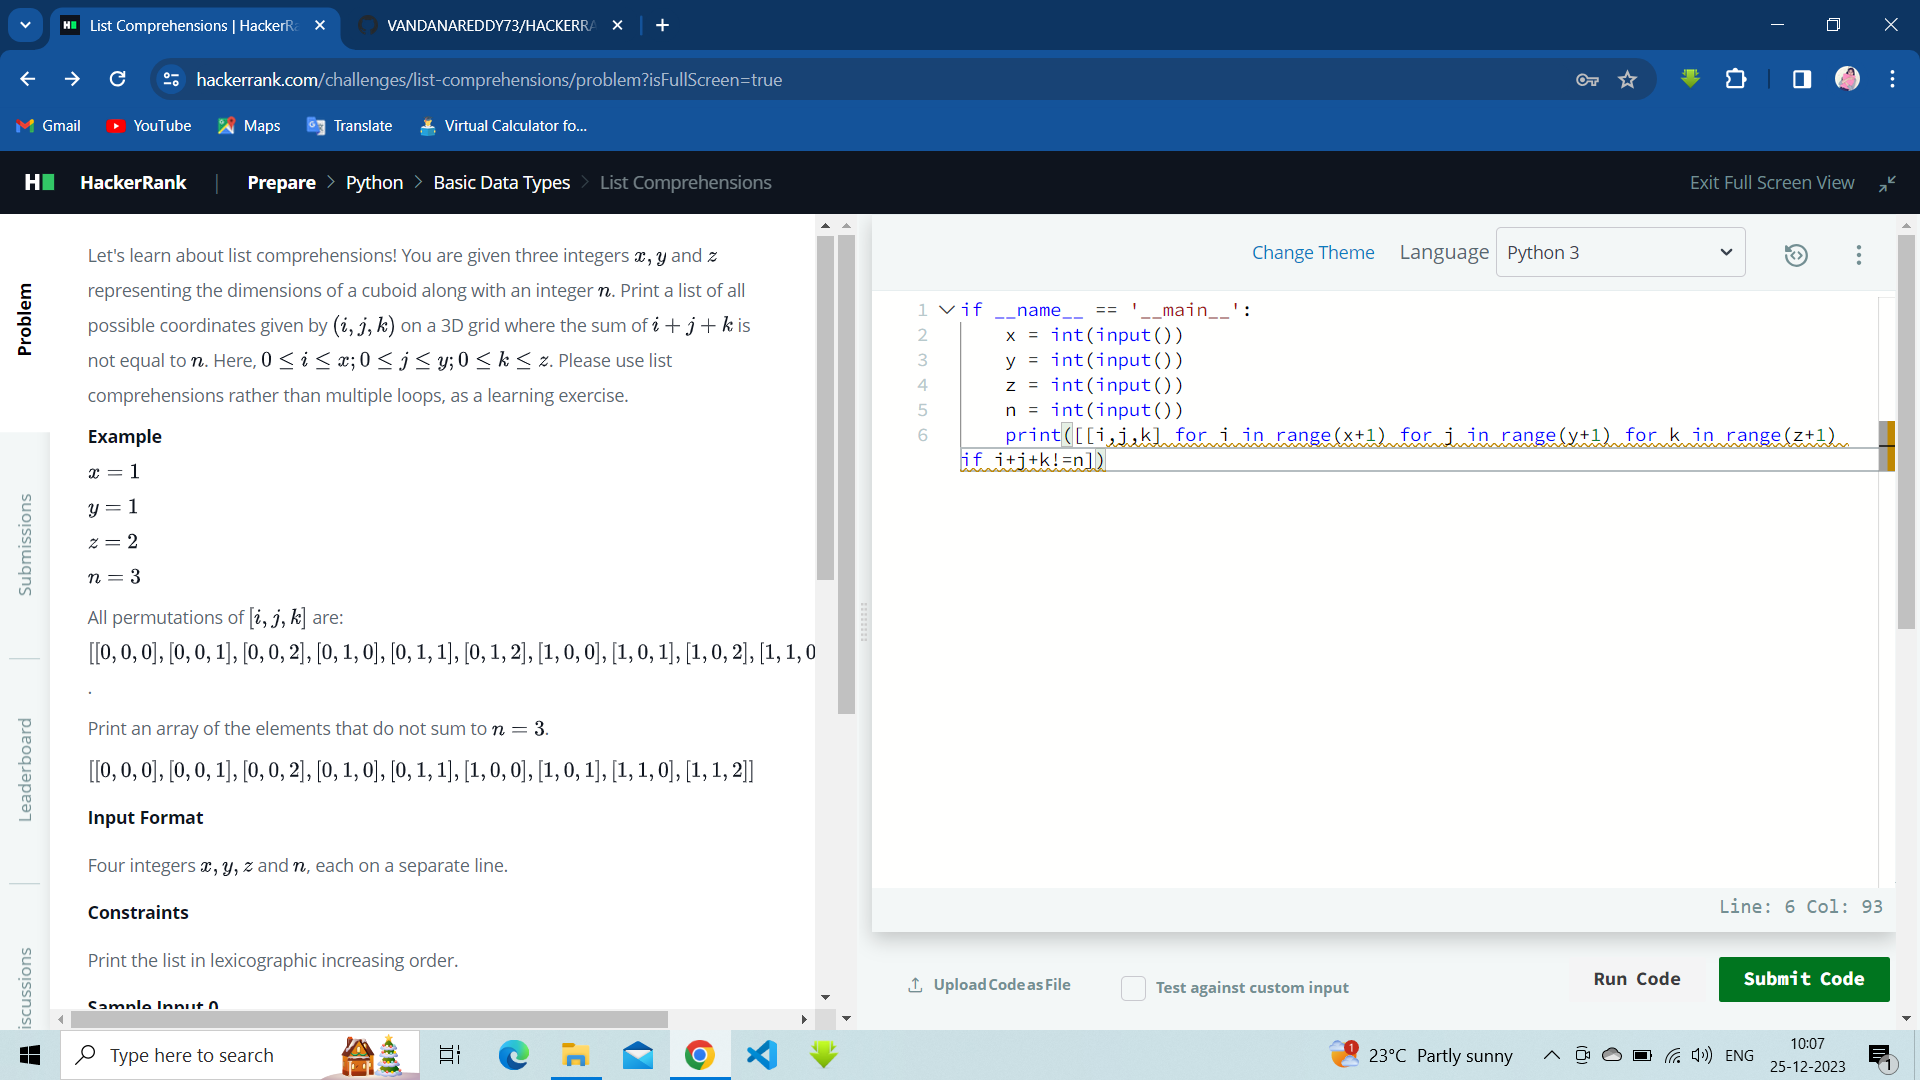 List Comprehensions | HackerRa
VANDANAREDDY73/HACKERRA
hackerrank.com/challenges/list-comprehensions/problem?isFullScreen=true
Gmail YouTube Maps Translate Virtual Calculator fo...
HackerRank | Prepare > Python > Basic Data Types > List Comprehensions Exit Full Screen View
Problem
Submissions
Leaderboard
iscussions
Let's learn about list comprehensions! You are given three integers x, y and z
representing the dimensions of a cuboid along with an integer n. Print a list of all
possible coordinates given by (i, j, k) on a 3D grid where the sum of i + j + k is
not equal to n. Here, 0 ≤ i ≤ x; 0 ≤ j ≤ y; 0 ≤ k ≤ z. Please use list
comprehensions rather than multiple loops, as a learning exercise.
Example
x = 1
y = 1
z = 2
n = 3
All permutations of [i, j, k] are:
[[0, 0, 0], [0, 0, 1], [0, 0, 2], [0, 1, 0], [0, 1, 1], [0, 1, 2], [1, 0, 0], [1, 0, 1], [1, 0, 2], [1, 1, 0
.
Print an array of the elements that do not sum to n = 3.
[[0, 0, 0], [0, 0, 1], [0, 0, 2], [0, 1, 0], [0, 1, 1], [1, 0, 0], [1, 0, 1], [1, 1, 0], [1, 1, 2]]
Input Format
Four integers x, y, z and n, each on a separate line.
Constraints
Print the list in lexicographic increasing order.
Sample Input 0
Change Theme Language Python 3
1 if __name__ == '__main__':
2 x = int(input())
3 y = int(input())
4 z = int(input())
5 n = int(input())
6 print([[i,j,k] for i in range(x+1) for j in range(y+1) for k in range(z+1)
if i+j+k!=n])
Line: 6 Col: 93
Upload Code as File Test against custom input Run Code Submit Code
Type here to search
1 23°C Partly sunny ENG 10:07
25-12-2023 1